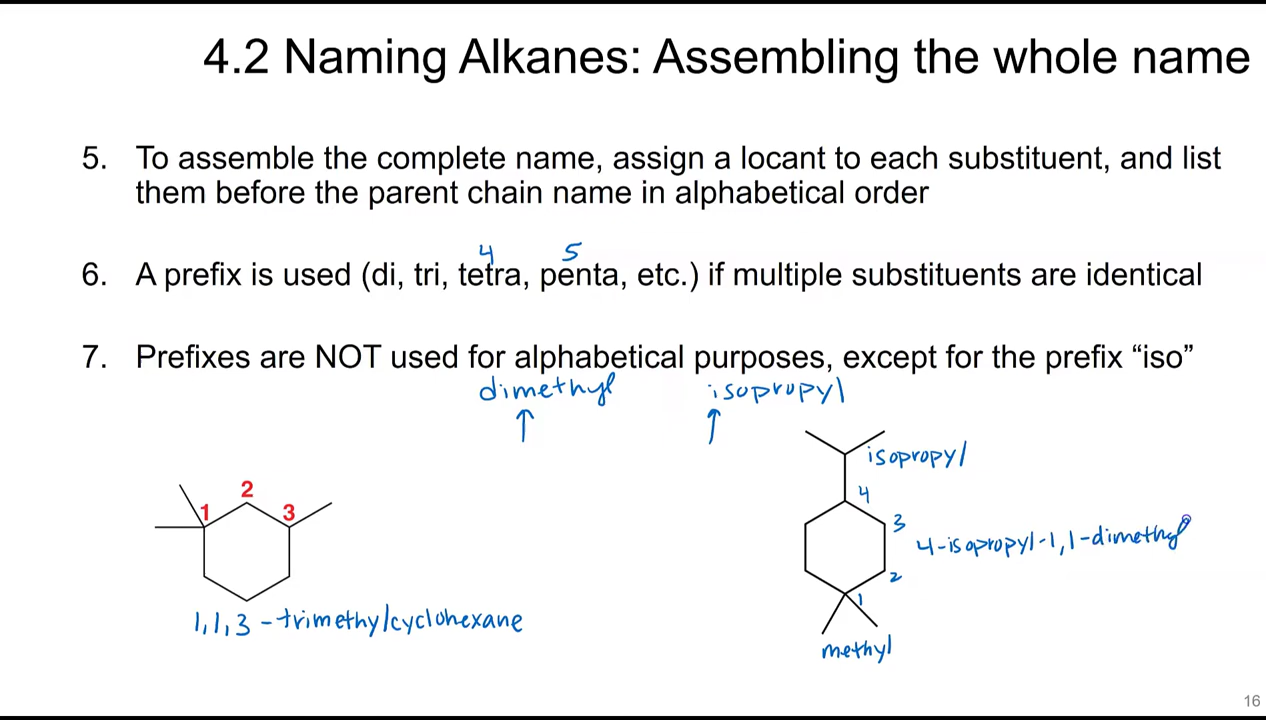 4.2 Naming Alkanes: Assembling the whole name
5. To assemble the complete name, assign a locant to each substituent, and list
them before the parent chain name in alphabetical order
4 5
6. A prefix is used (di, tri, tetra, penta, etc.) if multiple substituents are identical
7. Prefixes are NOT used for alphabetical purposes, except for the prefix “iso”
dimethyl isopropyl
1 2 3
1,1,3-trimethylcyclohexane
isopropyl
4
3
4-isopropyl-1,1-dimethyl
2
1
methyl
16